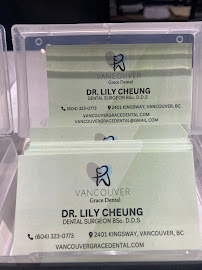 VANCOUVER
Grace Dental
DR. LILY CHEUNG
DENTAL SURGEON BSc. D.D.S
(604) 323-0773 2401 KINGSWAY, VANCOUVER, BC
VANCOUVERGRACEDENTAL.COM
VANCOUVERGRACEDENTAL@GMAIL.COM
VANCOUVER
Grace Dental
DR. LILY CHEUNG
DENTAL SURGEON BSc. D.D.S
(604) 323-0773 2401 KINGSWAY, VANCOUVER, BC
VANCOUVERGRACEDENTAL.COM